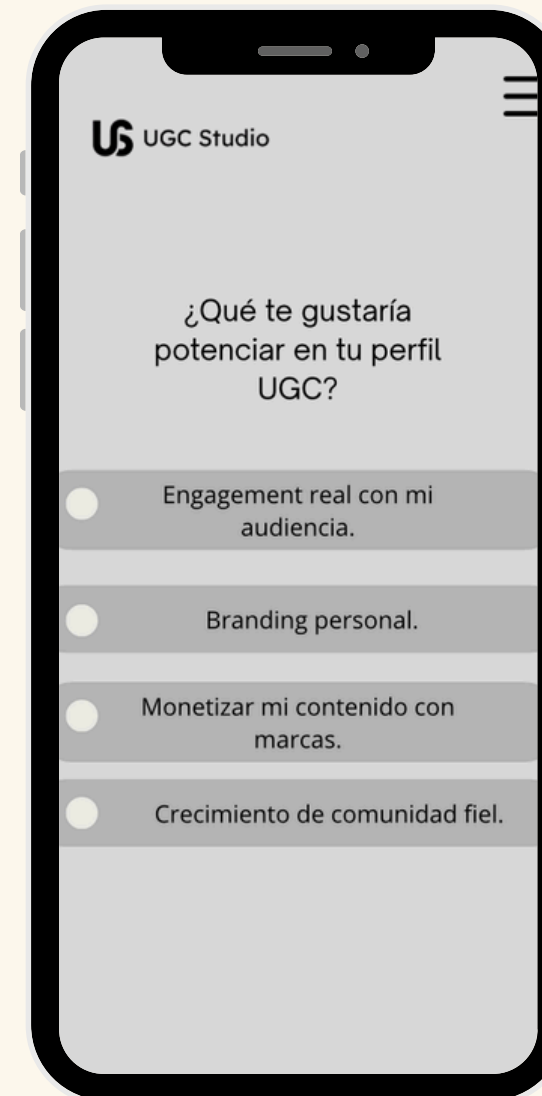 UGC Studio
¿Qué te gustaría
potenciar en tu perfil
UGC?
Engagement real con mi
audiencia.
Branding personal.
Monetizar mi contenido con
marcas.
Crecimiento de comunidad fiel.